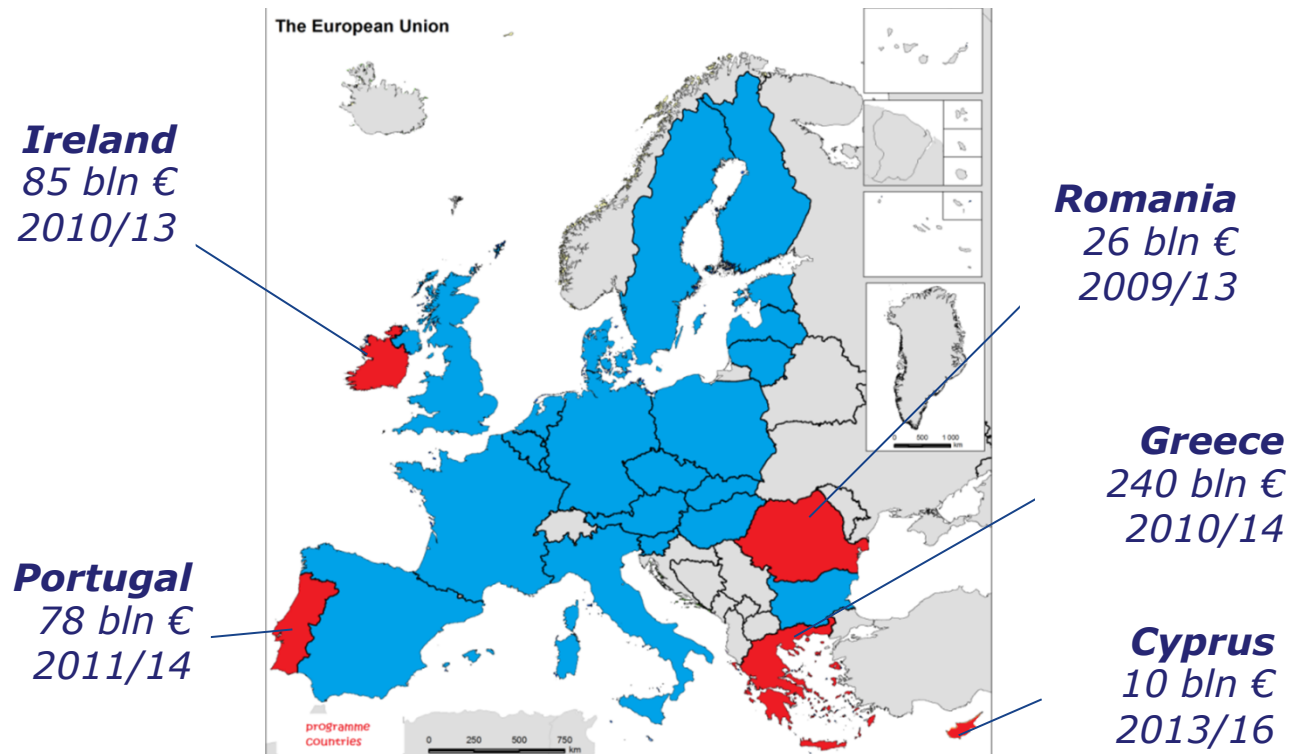 The European Union
Ireland
85 bln €
2010/13
Romania
26 bln €
2009/13
Greece
240 bln €
2010/14
Portugal
78 bln €
2011/14
Cyprus
10 bln €
2013/16
programme
countries
0 250 500 750
km
0 500 1 000
km